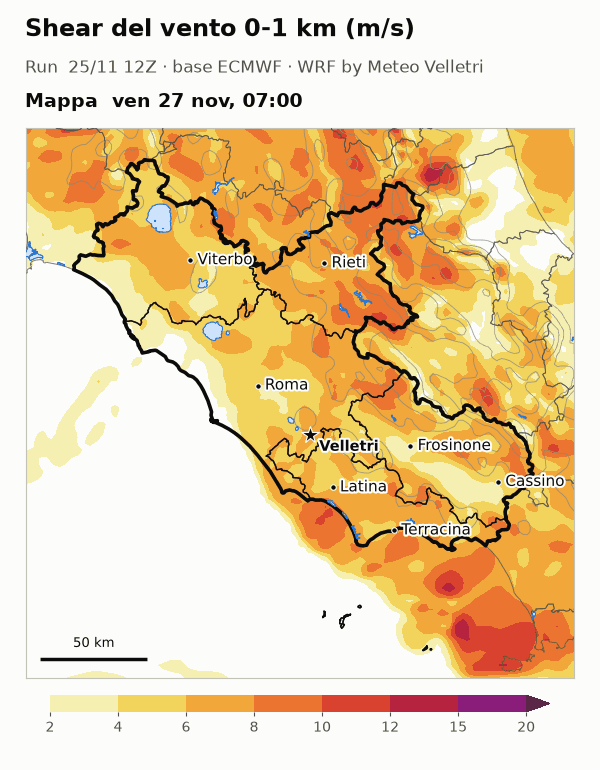 Shear del vento 0-1 km (m/s)
Run  25/11 12Z · base ECMWF · WRF by Meteo Velletri
Mappa  ven 27 nov, 07:00
Viterbo
Rieti
Roma
Velletri
Frosinone
Latina
Cassino
Terracina
50 km
2 4 6 8 10 12 15 20